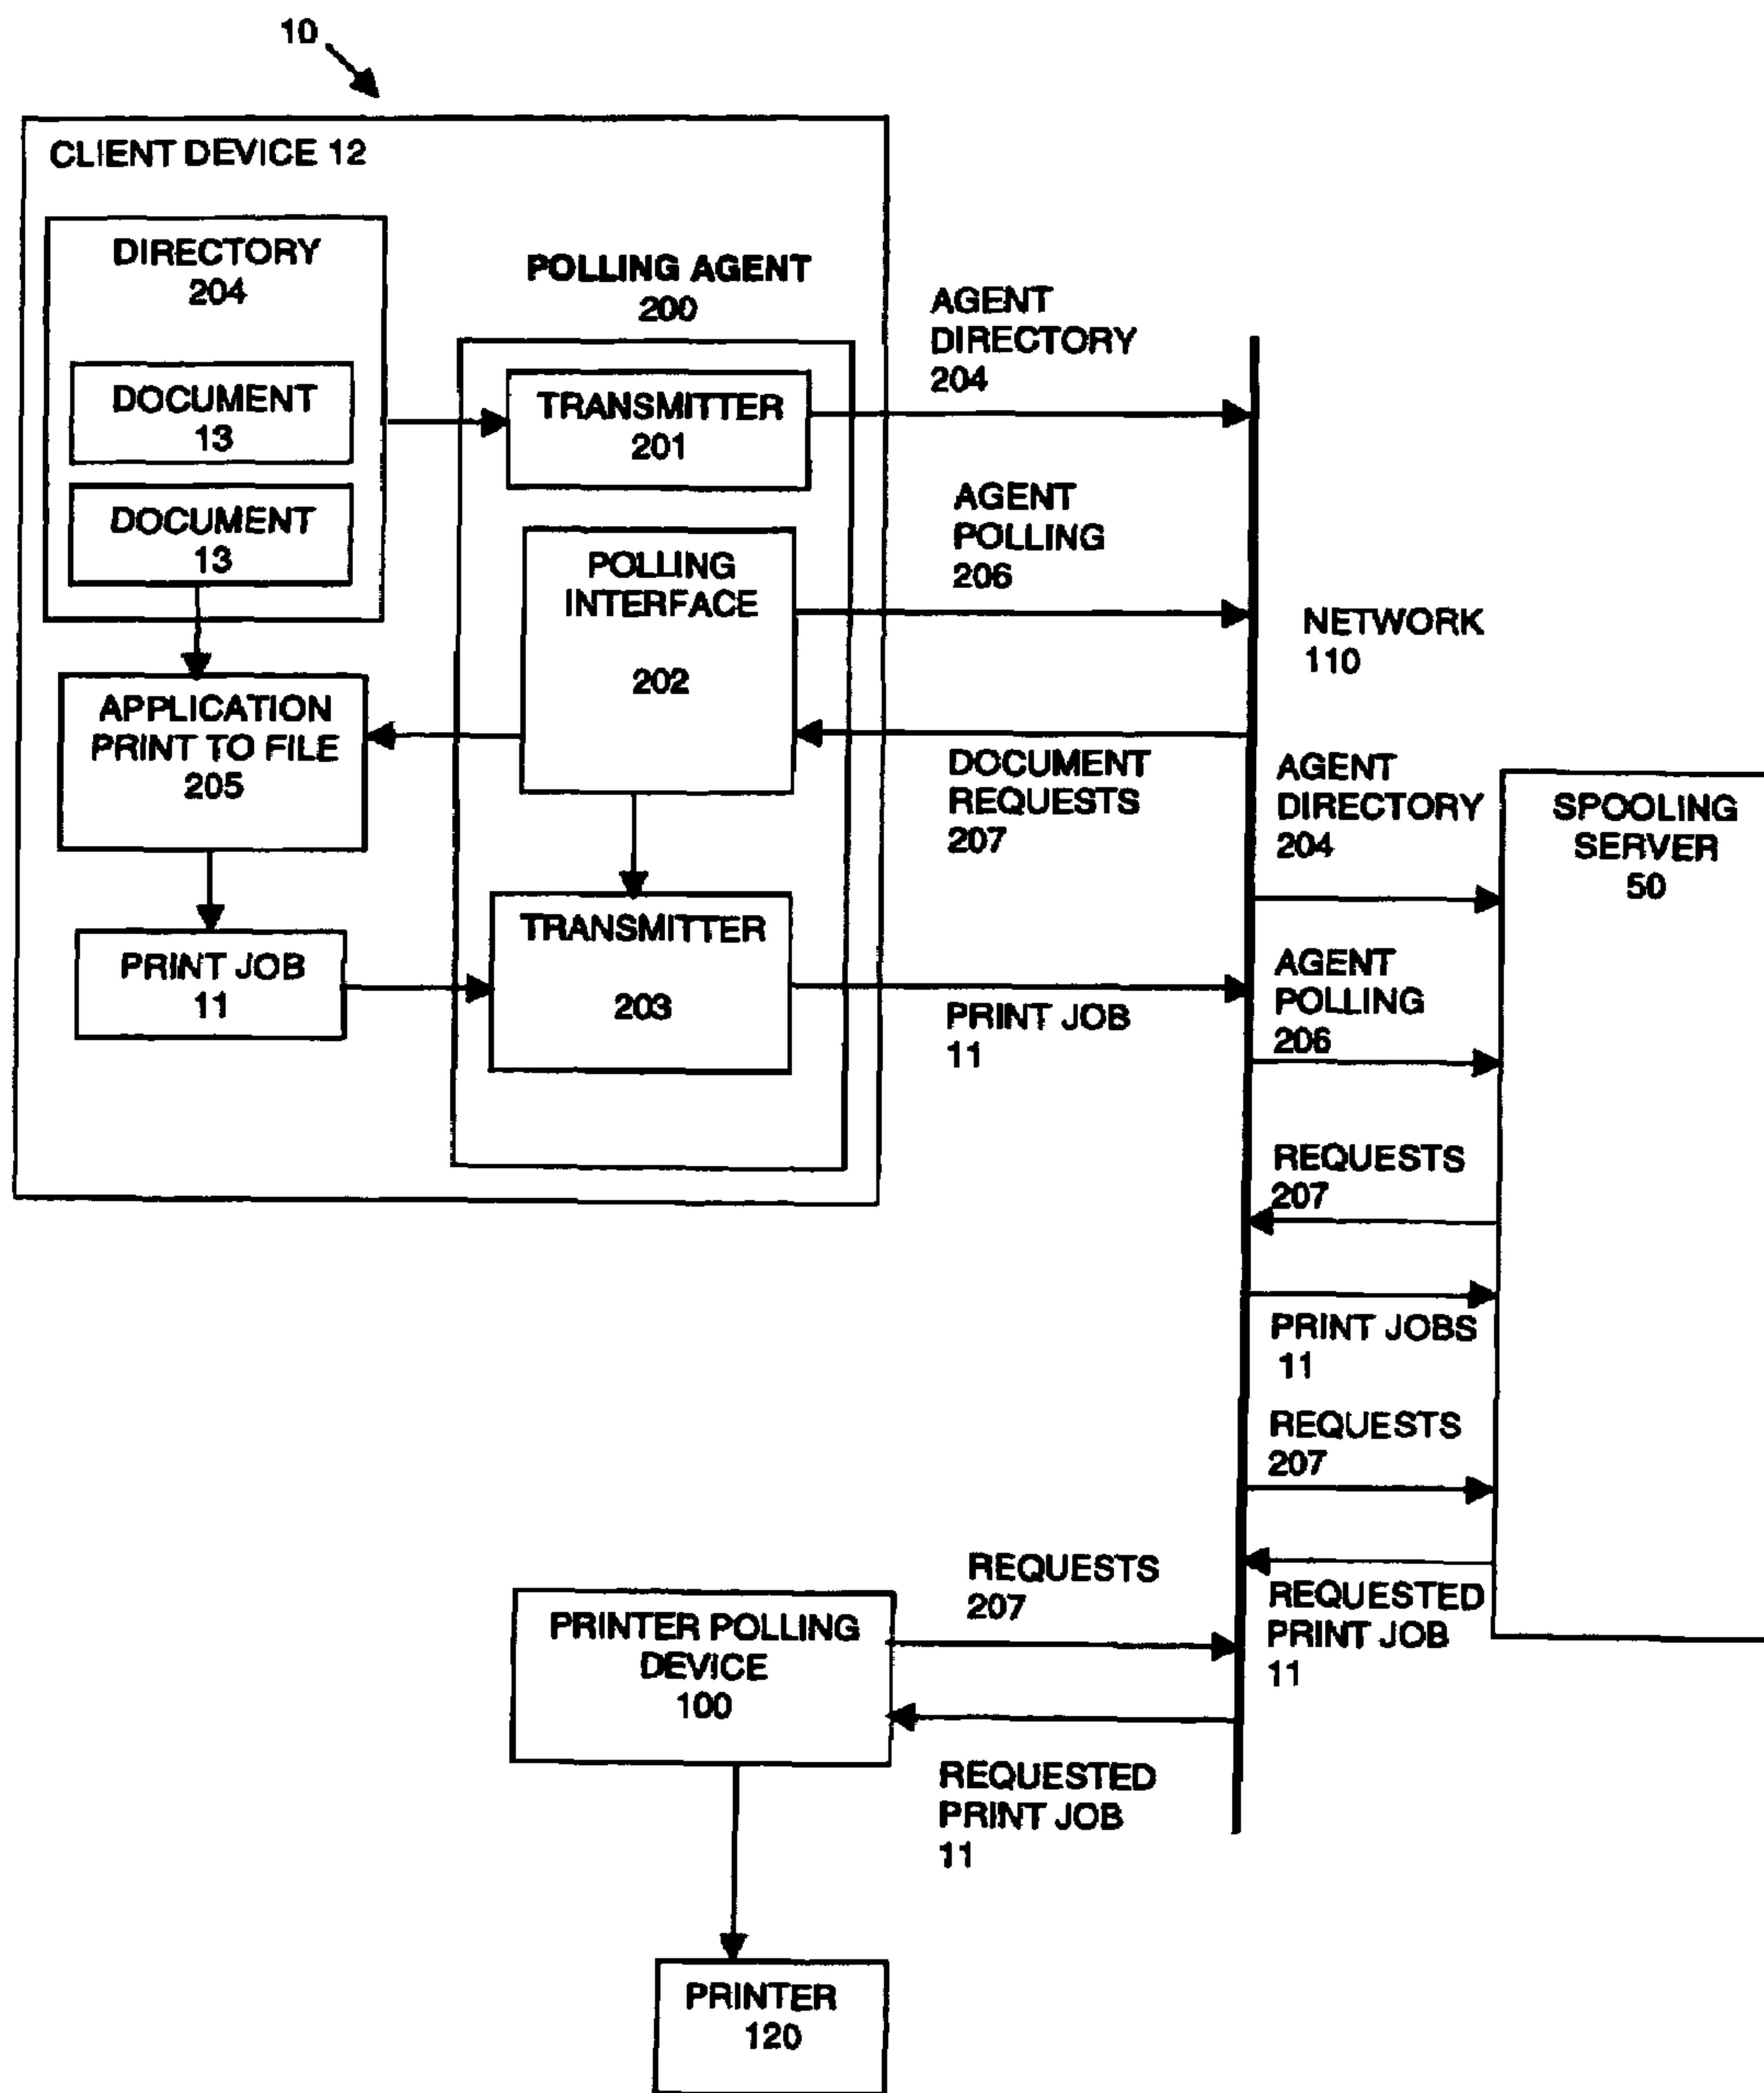 10
CLIENT DEVICE 12
DIRECTORY
204
DOCUMENT
13
DOCUMENT
13
POLLING AGENT
200
TRANSMITTER
201
POLLING
INTERFACE
202
APPLICATION
PRINT TO FILE
205
PRINT JOB
11
TRANSMITTER
203
AGENT
DIRECTORY
204
AGENT
POLLING
206
NETWORK
110
DOCUMENT
REQUESTS
207
PRINT JOB
11
AGENT
DIRECTORY
204
SPOOLING
SERVER
50
AGENT
POLLING
206
REQUESTS
207
PRINT JOBS
11
REQUESTS
207
REQUESTED
PRINT JOB
11
REQUESTS
207
PRINTER POLLING
DEVICE
100
REQUESTED
PRINT JOB
11
PRINTER
120